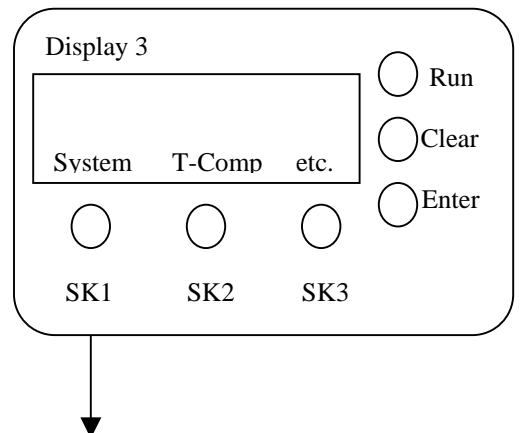 Display 3
Run
Clear
System T-Comp etc.
Enter
SK1 SK2 SK3